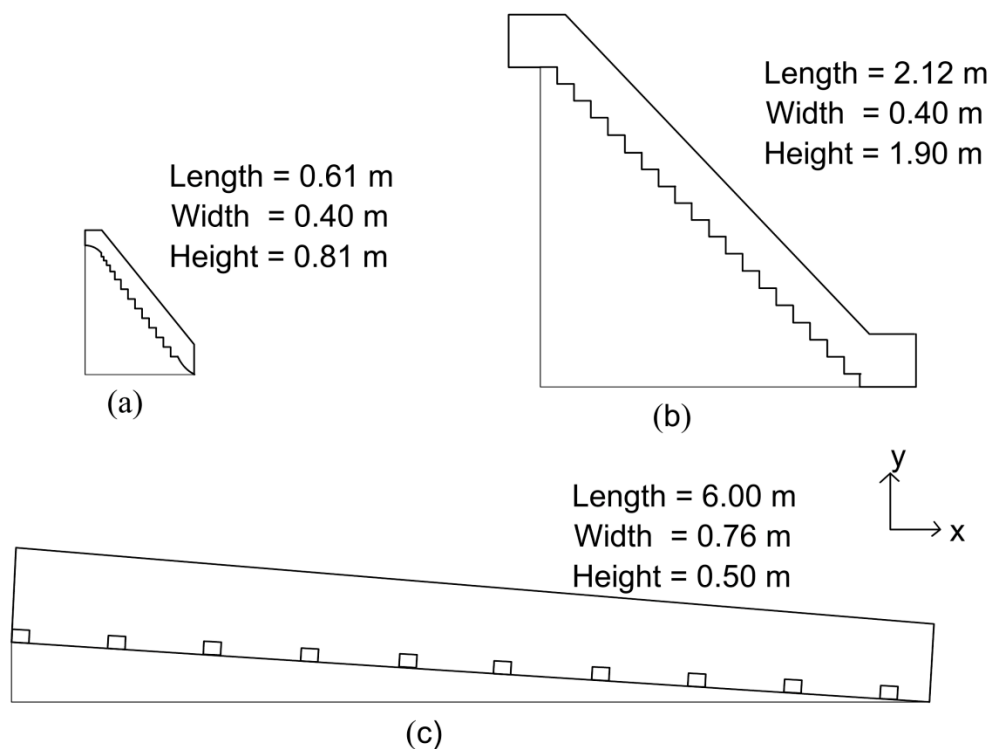 Length = 2.12 m
Width = 0.40 m
Height = 1.90 m
Length = 0.61 m
Width = 0.40 m
Height = 0.81 m
(a)
(b)
Length = 6.00 m
Width = 0.76 m
Height = 0.50 m
y
x
(c)